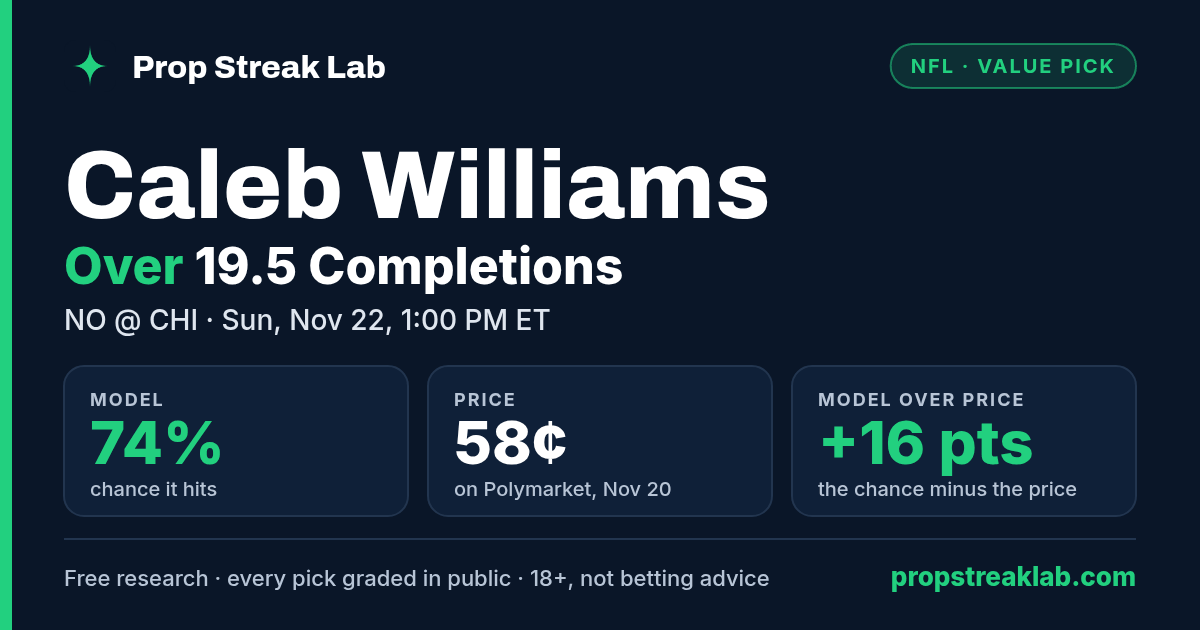 Prop Streak Lab
NFL · VALUE PICK
Caleb Williams
Over 19.5 Completions
NO @ CHI · Sun, Nov 22, 1:00 PM ET
MODEL
74%
chance it hits
PRICE
58¢
on Polymarket, Nov 20
MODEL OVER PRICE
+16 pts
the chance minus the price
Free research · every pick graded in public · 18+, not betting advice
propstreaklab.com